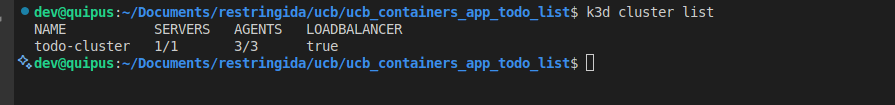 dev@quipus:~/Documents/restringida/ucb/ucb_containers_app_todo_list$ k3d cluster list
NAME           SERVERS   AGENTS   LOADBALANCER
todo-cluster   1/1       3/3      true
dev@quipus:~/Documents/restringida/ucb/ucb_containers_app_todo_list$